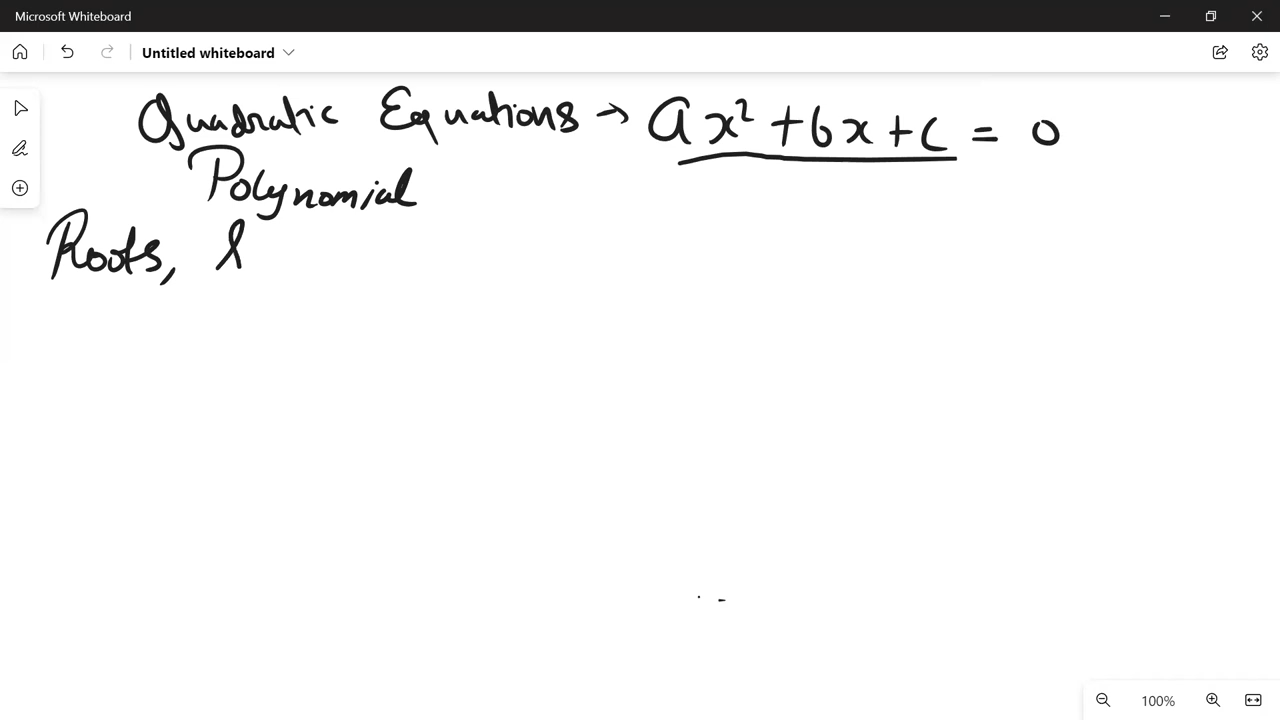 Microsoft Whiteboard
Untitled whiteboard
Quadratic Equations → ax² + bx + c = 0
Polynomial
Roots,
100%